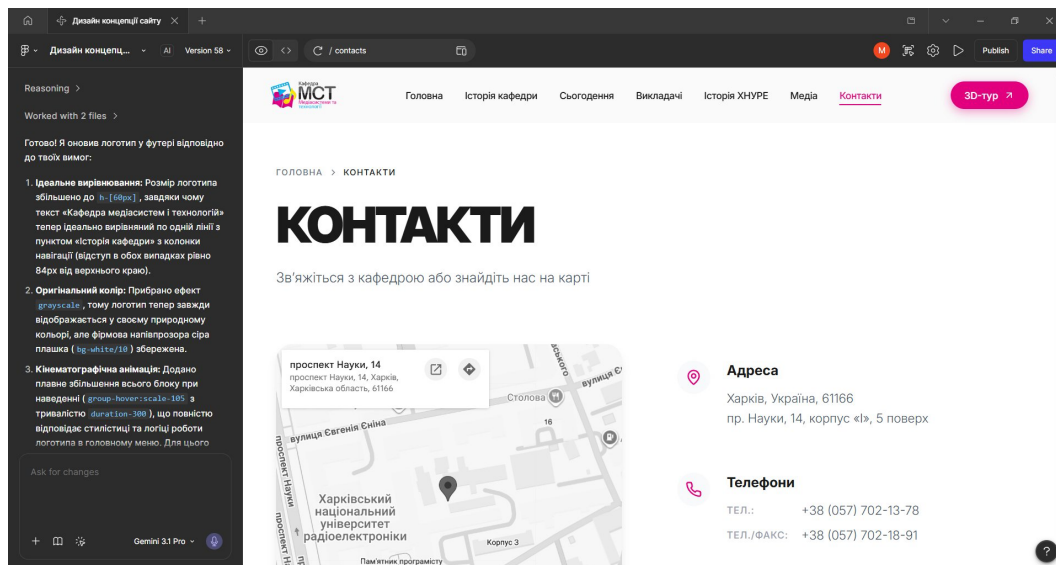 Дизайн концепції сайту
Дизайн концепц...
AI
Version 58
/ contacts
M
Publish
Share
Reasoning
Worked with 2 files
Готово! Я оновив логотип у футері відповідно
до твоїх вимог:
1. Ідеальне вирівнювання: Розмір логотипа
збільшено до h-[60px], завдяки чому
текст «Кафедра медіасистем і технологій»
тепер ідеально вирівняний по одній лінії з
пунктом «Історія кафедри» з колонки
навігації (відступ в обох випадках рівно
84px від верхнього краю).
2. Оригінальний колір: Прибрано ефект
grayscale, тому логотип тепер завжди
відображається у своєму природному
кольорі, але фірмова напівпрозора сіра
плашка ( bg-white/10 ) збережена.
3. Кінематографічна анімація: Додано
плавне збільшення всього блоку при
наведенні ( group-hover:scale-105 з
тривалістю duration-300 ), що повністю
відповідає стилістиці та логіці роботи
логотипа в головному меню. Для цього
Ask for changes
Gemini 3.1 Pro
Кафедра
МСТ
Медіасистеми та
технології
Головна
Історія кафедри
Сьогодення
Викладачі
Історія ХНУРЕ
Медіа
Контакти
3D-тур
ГОЛОВНА > КОНТАКТИ
КОНТАКТИ
Зв'яжіться з кафедрою або знайдіть нас на карті
проспект Науки, 14
проспект Науки, 14, Харків,
Харківська область, 61166
Столова
16
вулиця Євгенія Єніна
проспект Науки
Харківський
національний
університет
радіоелектроніки
Корпус 3
Пам'ятник програмісту
Адреса
Харків, Україна, 61166
пр. Науки, 14, корпус «І», 5 поверх
Телефони
ТЕЛ.: +38 (057) 702-13-78
ТЕЛ./ФАКС: +38 (057) 702-18-91
?